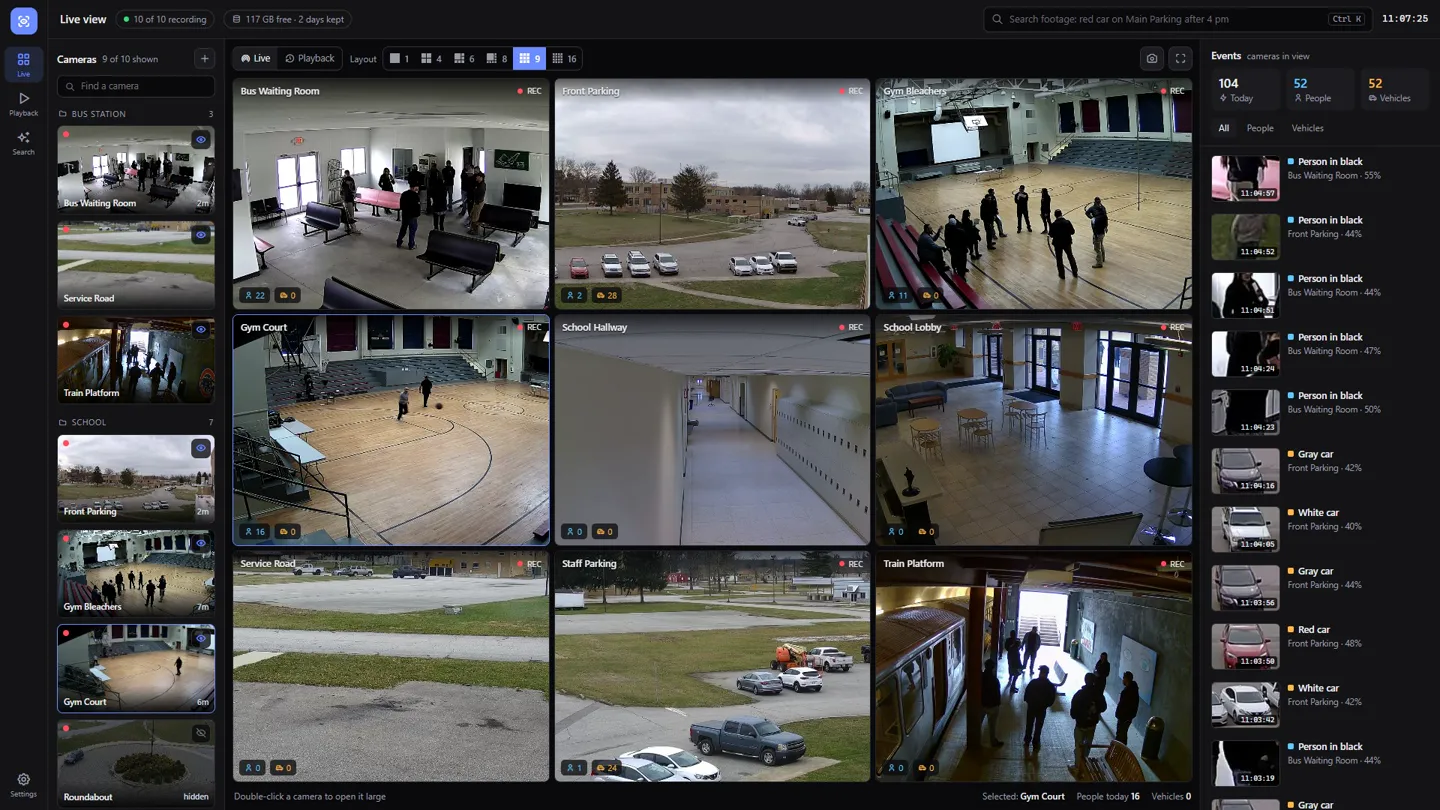 Live view
10 of 10 recording
117 GB free · 2 days kept
Search footage: red car on Main Parking after 4 pm
Ctrl K
11:07:25
Live
Playback
Search
Settings
Cameras 9 of 10 shown
Find a camera
BUS STATION 3
Bus Waiting Room 2m
Service Road
Train Platform
SCHOOL 7
Front Parking 2m
Gym Bleachers 7m
Gym Court 6m
Roundabout hidden
Live Playback Layout 1 4 6 8 9 16
Bus Waiting Room REC
22 0
Front Parking REC
2 28
Gym Bleachers REC
11 0
Gym Court REC
16 0
School Hallway REC
0 0
School Lobby REC
0 0
Service Road REC
0 0
Staff Parking REC
1 24
Train Platform REC
0 0
Double-click a camera to open it large
Selected: Gym Court People today 16 Vehicles 0
Events cameras in view
104 Today
52 People
52 Vehicles
All People Vehicles
11:04:57
Person in black
Bus Waiting Room · 55%
11:04:52
Person in black
Front Parking · 44%
11:04:51
Person in black
Bus Waiting Room · 44%
11:04:24
Person in black
Bus Waiting Room · 47%
11:04:23
Person in black
Bus Waiting Room · 50%
11:04:16
Gray car
Front Parking · 42%
11:04:05
White car
Front Parking · 40%
11:03:56
Gray car
Front Parking · 44%
11:03:50
Red car
Front Parking · 48%
11:03:42
White car
Front Parking · 42%
11:03:19
Person in black
Bus Waiting Room · 44%
Gray car